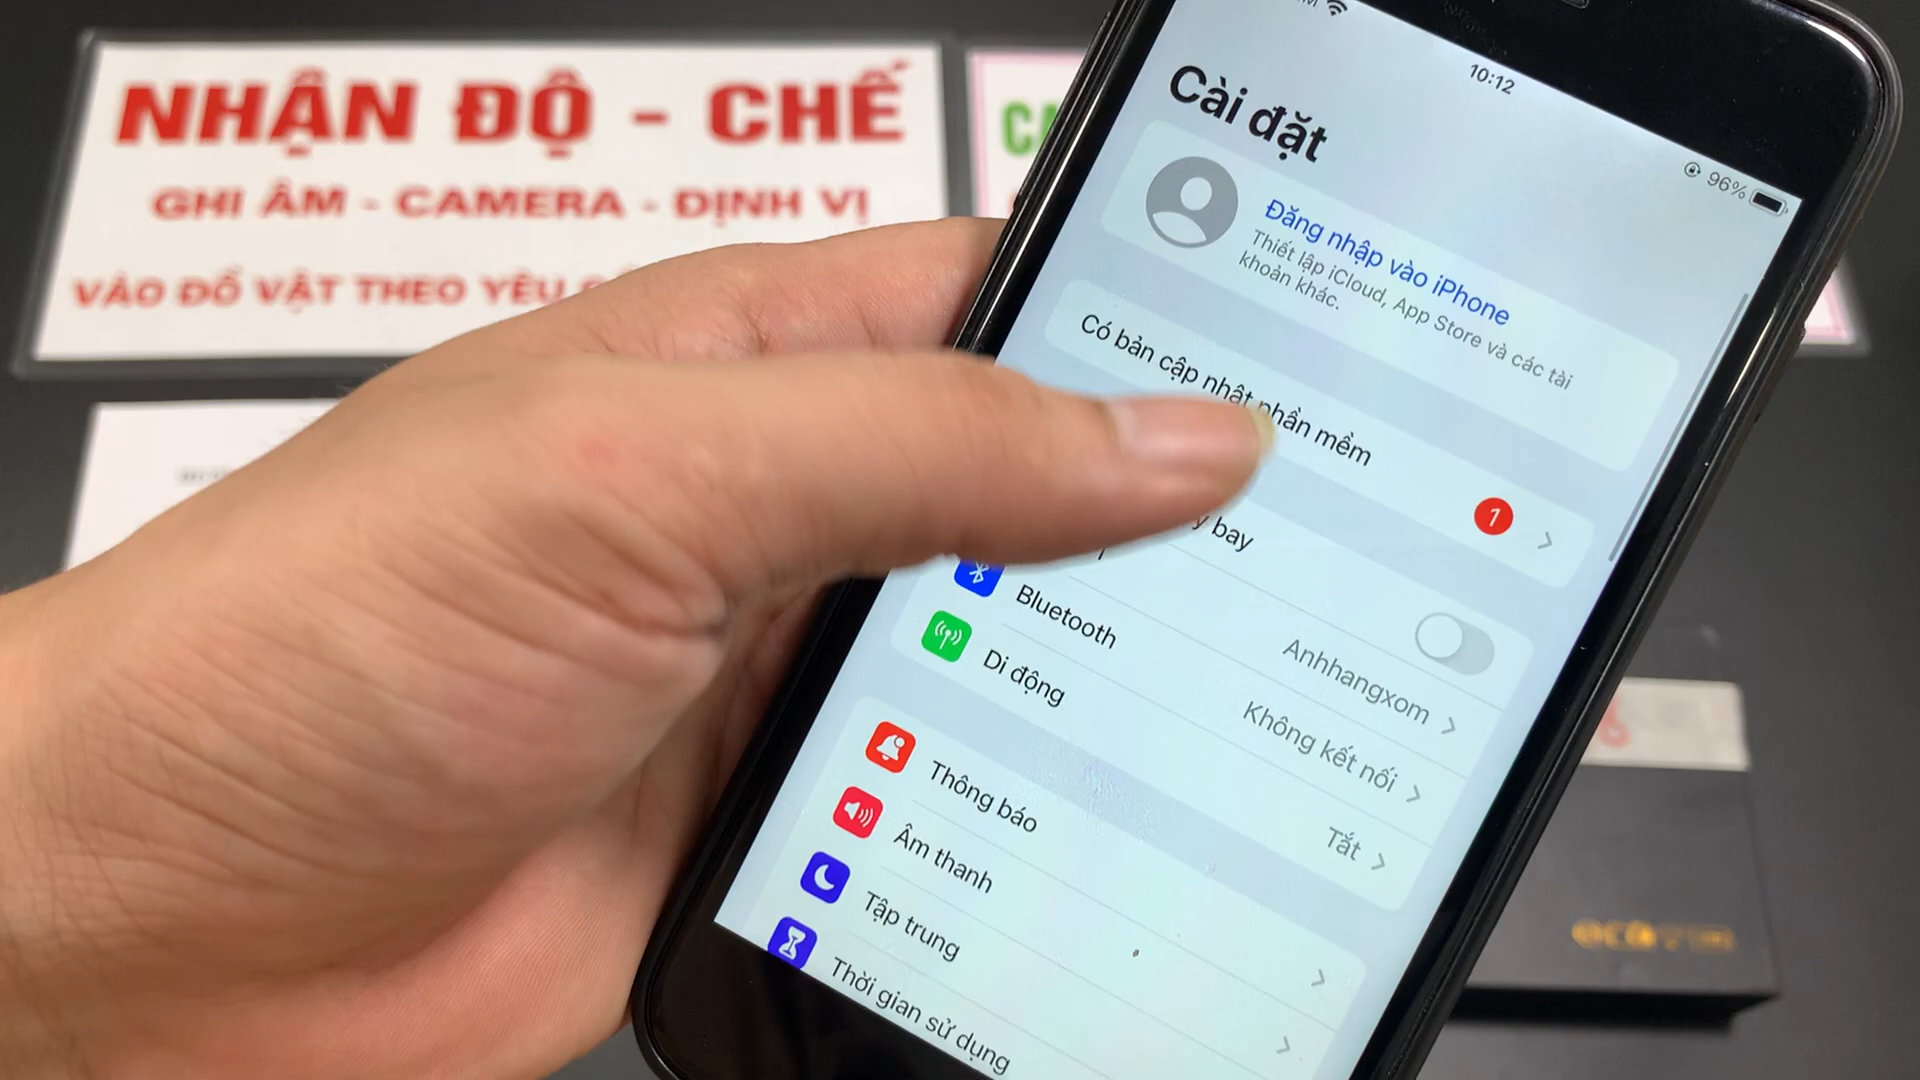 NHẬN ĐỘ - CHẾ
GHI ÂM - CAMERA - ĐỊNH VỊ
VÀO ĐỒ VẬT THEO YÊU
10:12
96%
Cài đặt
Đăng nhập vào iPhone
Thiết lập iCloud, App Store và các tài
khoản khác.
Có bản cập nhật phần mềm
1
bay
Anhhangxom
Bluetooth
Không kết nối
Di động
Tắt
Thông báo
Âm thanh
Tập trung
Thời gian sử dụng